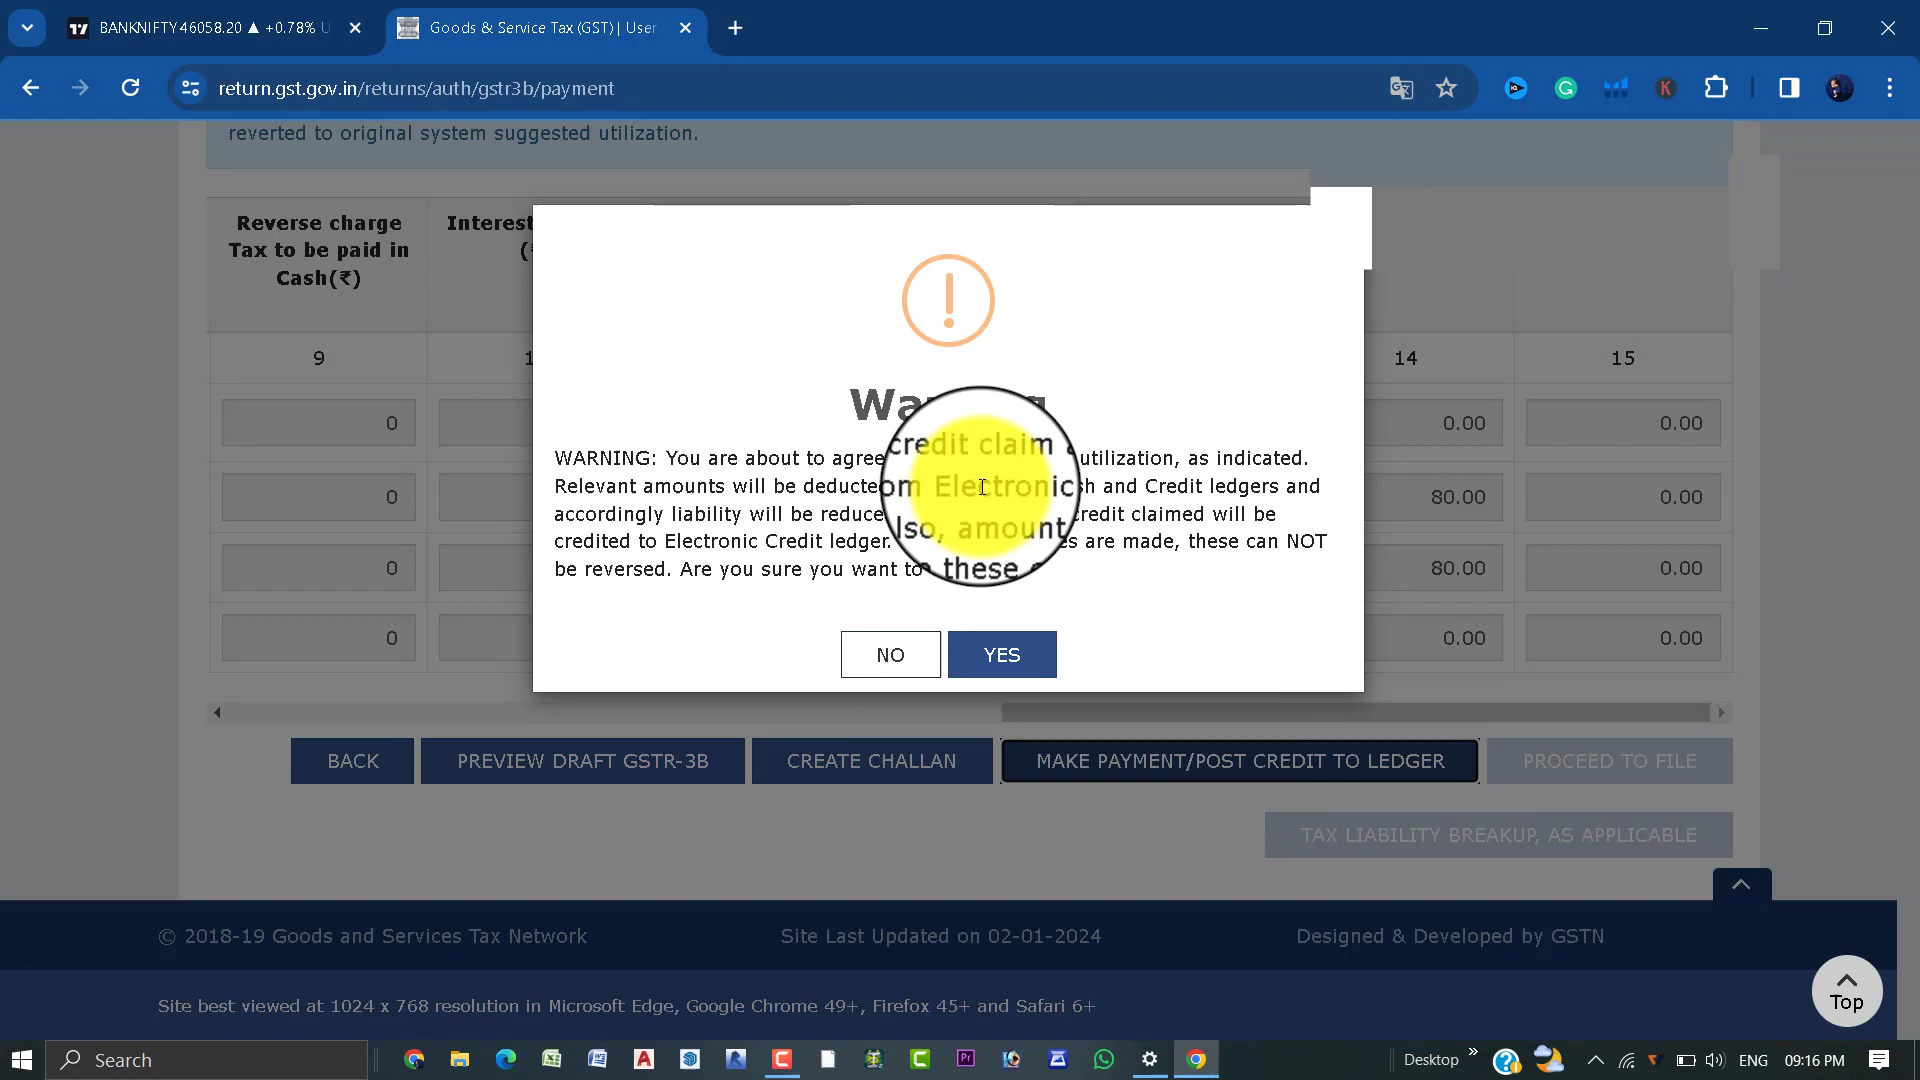 BANKNIFTY 46058.20 ▲ +0.78% U
Goods & Service Tax (GST) | User
return.gst.gov.in/returns/auth/gstr3b/payment
reverted to original system suggested utilization.
Reverse charge
Tax to be paid in
Cash(₹)
Interest
9
14
15
0
0.00
0.00
0
80.00
0.00
0
80.00
0.00
0
0.00
0.00
WARNING: You are about to agree credit claim utilization, as indicated.
Relevant amounts will be deducte om Electronic h and Credit ledgers and
accordingly liability will be reduce lso, amount credit claimed will be
credited to Electronic Credit ledger. these es are made, these can NOT
be reversed. Are you sure you want to
NO
YES
BACK
PREVIEW DRAFT GSTR-3B
CREATE CHALLAN
MAKE PAYMENT/POST CREDIT TO LEDGER
PROCEED TO FILE
TAX LIABILITY BREAKUP, AS APPLICABLE
© 2018-19 Goods and Services Tax Network
Site Last Updated on 02-01-2024
Designed & Developed by GSTN
Site best viewed at 1024 x 768 resolution in Microsoft Edge, Google Chrome 49+, Firefox 45+ and Safari 6+
Top
Search
Desktop
ENG
09:16 PM